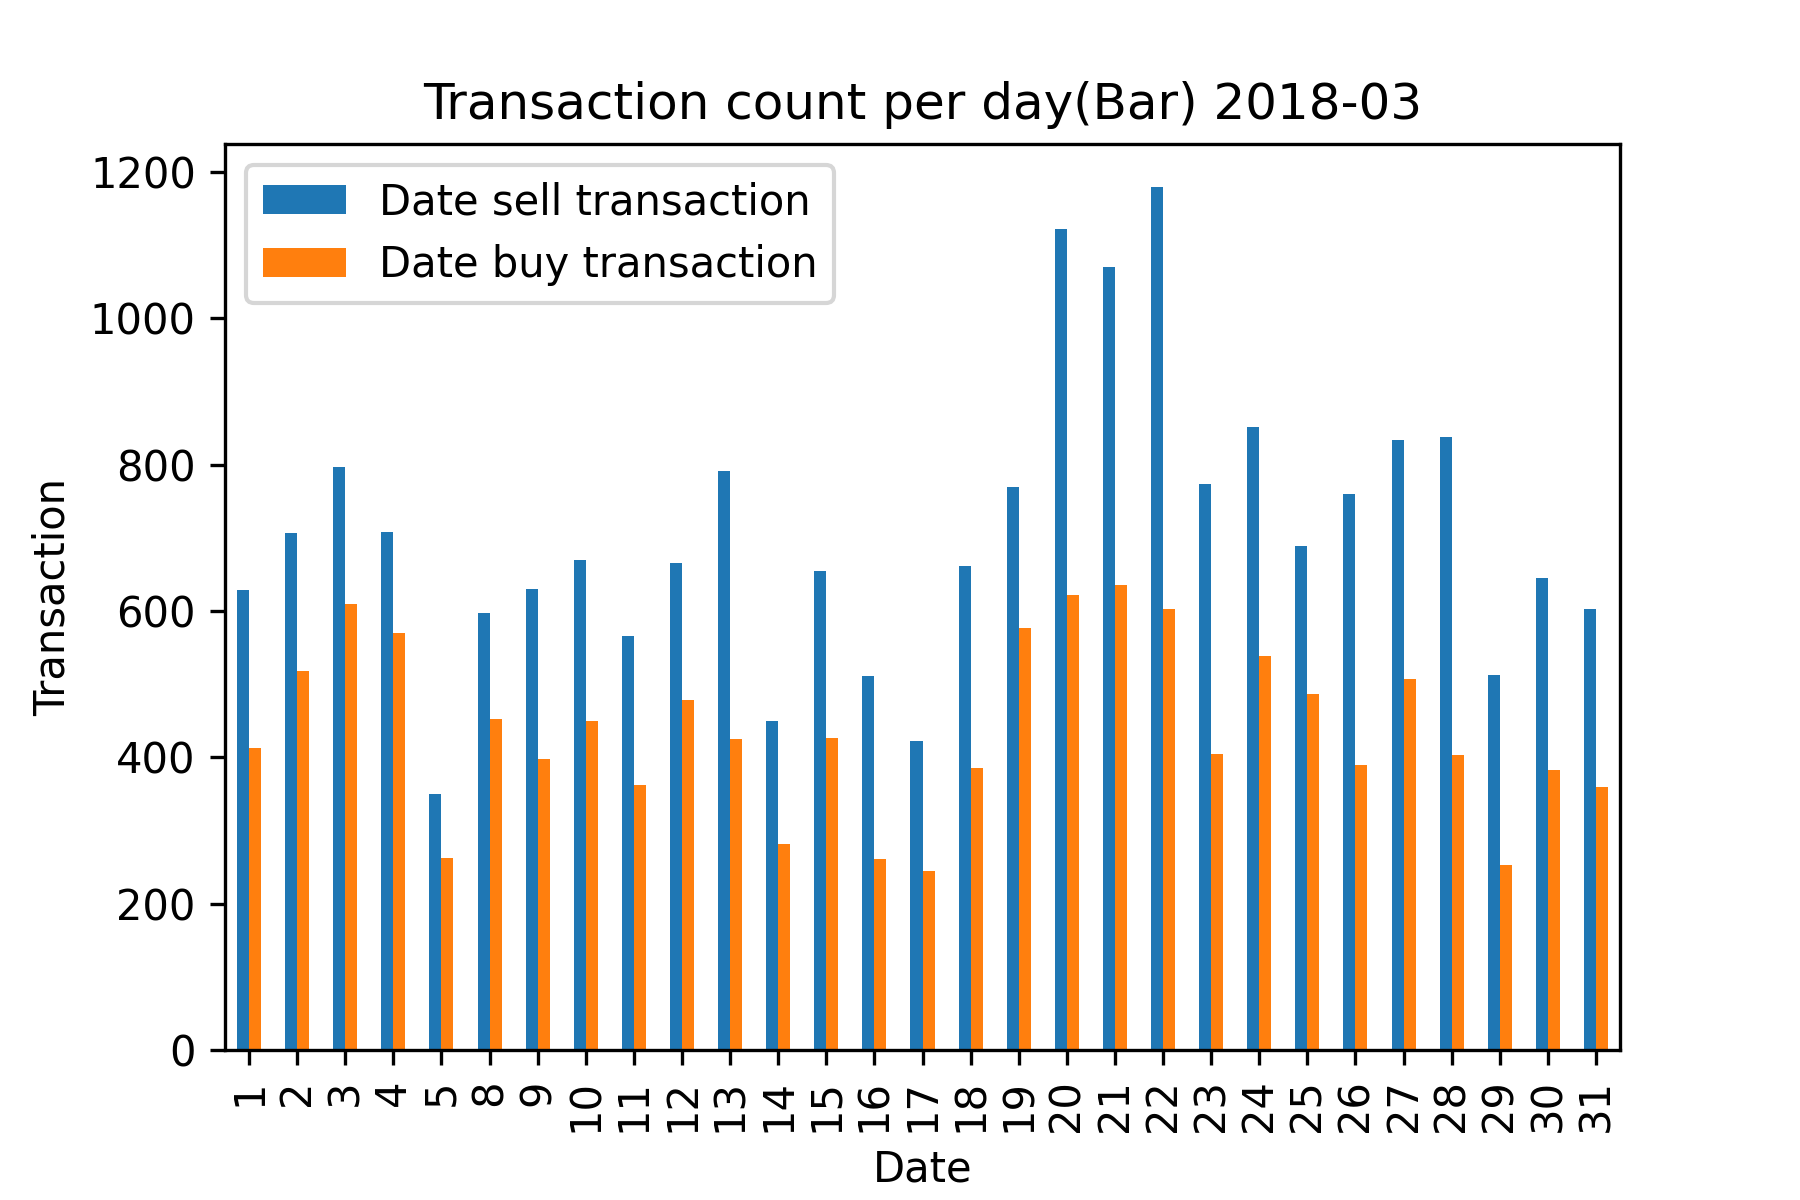 Transaction count per day(Bar) 2018-03
Date sell transaction
Date buy transaction
1200
1000
800
600
400
200
0
Transaction
1 2 3 4 5 8 9 10 11 12 13 14 15 16 17 18 19 20 21 22 23 24 25 26 27 28 29 30 31
Date